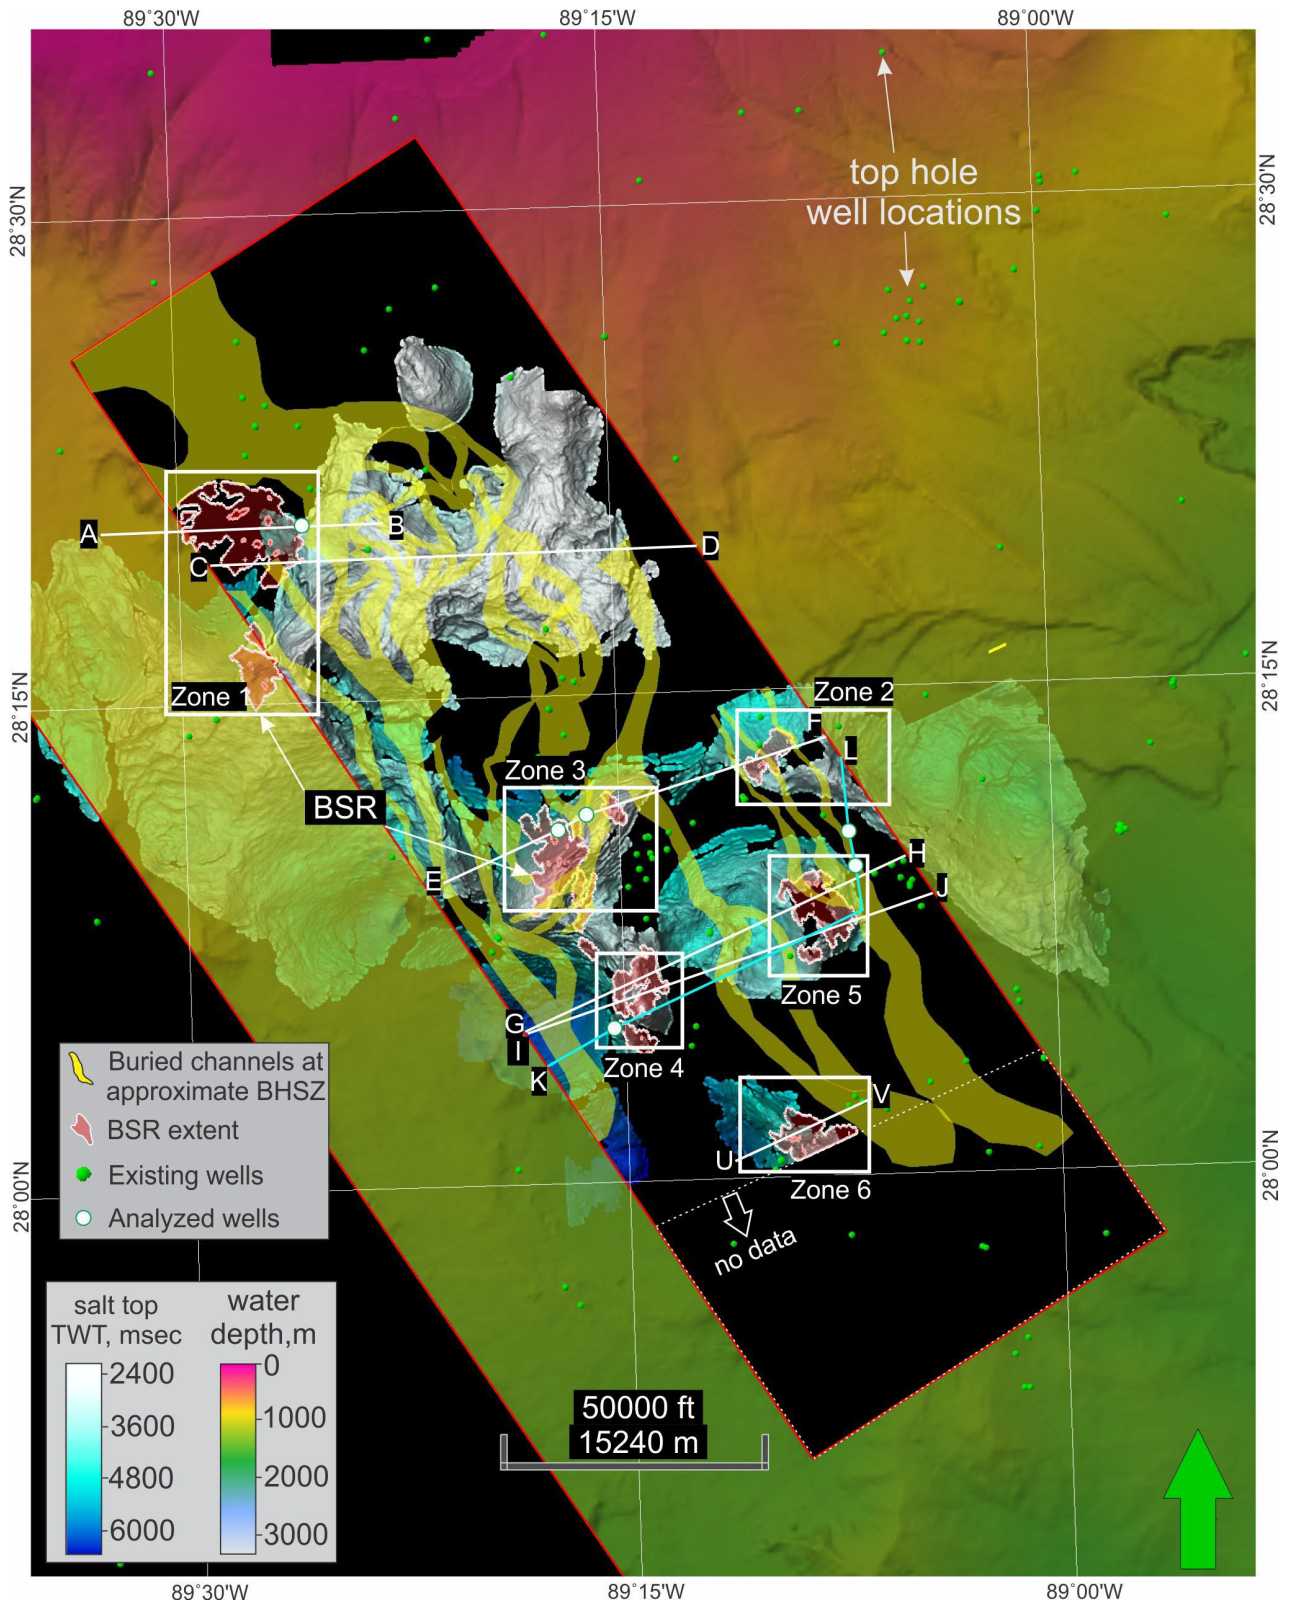 89°30'W
89°15'W
89°00'W
28°30'N
28°30'N
top hole
well locations
A
B
C
D
Zone 1
28°15'N
28°15'N
Zone 2
F
L
Zone 3
BSR
E
H
J
Zone 5
G
I
K
Zone 4
V
U
Zone 6
no data
28°00'N
28°00'N
Buried channels at
approximate BHSZ
BSR extent
Existing wells
Analyzed wells
salt top
TWT, msec
2400
3600
4800
6000
water
depth,m
0
1000
2000
3000
50000 ft
15240 m
89°30'W
89°15'W
89°00'W